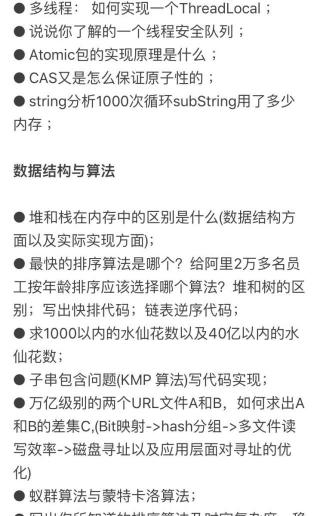 ● 多线程： 如何实现一个ThreadLocal；
● 说说你了解的一个线程安全队列；
● Atomic包的实现原理是什么；
● CAS又是怎么保证原子性的；
● string分析1000次循环subString用了多少
内存；
数据结构与算法
● 堆和栈在内存中的区别是什么(数据结构方
面以及实际实现方面)；
● 最快的排序算法是哪个？给阿里2万多名员
工按年龄排序应该选择哪个算法？堆和树的区
别；写出快排代码；链表逆序代码；
● 求1000以内的水仙花数以及40亿以内的水
仙花数；
● 子串包含问题(KMP 算法)写代码实现；
● 万亿级别的两个URL文件A和B，如何求出A
和B的差集C,(Bit映射->hash分组->多文件读
写效率->磁盘寻址以及应用层面对寻址的优
化)
● 蚁群算法与蒙特卡洛算法；